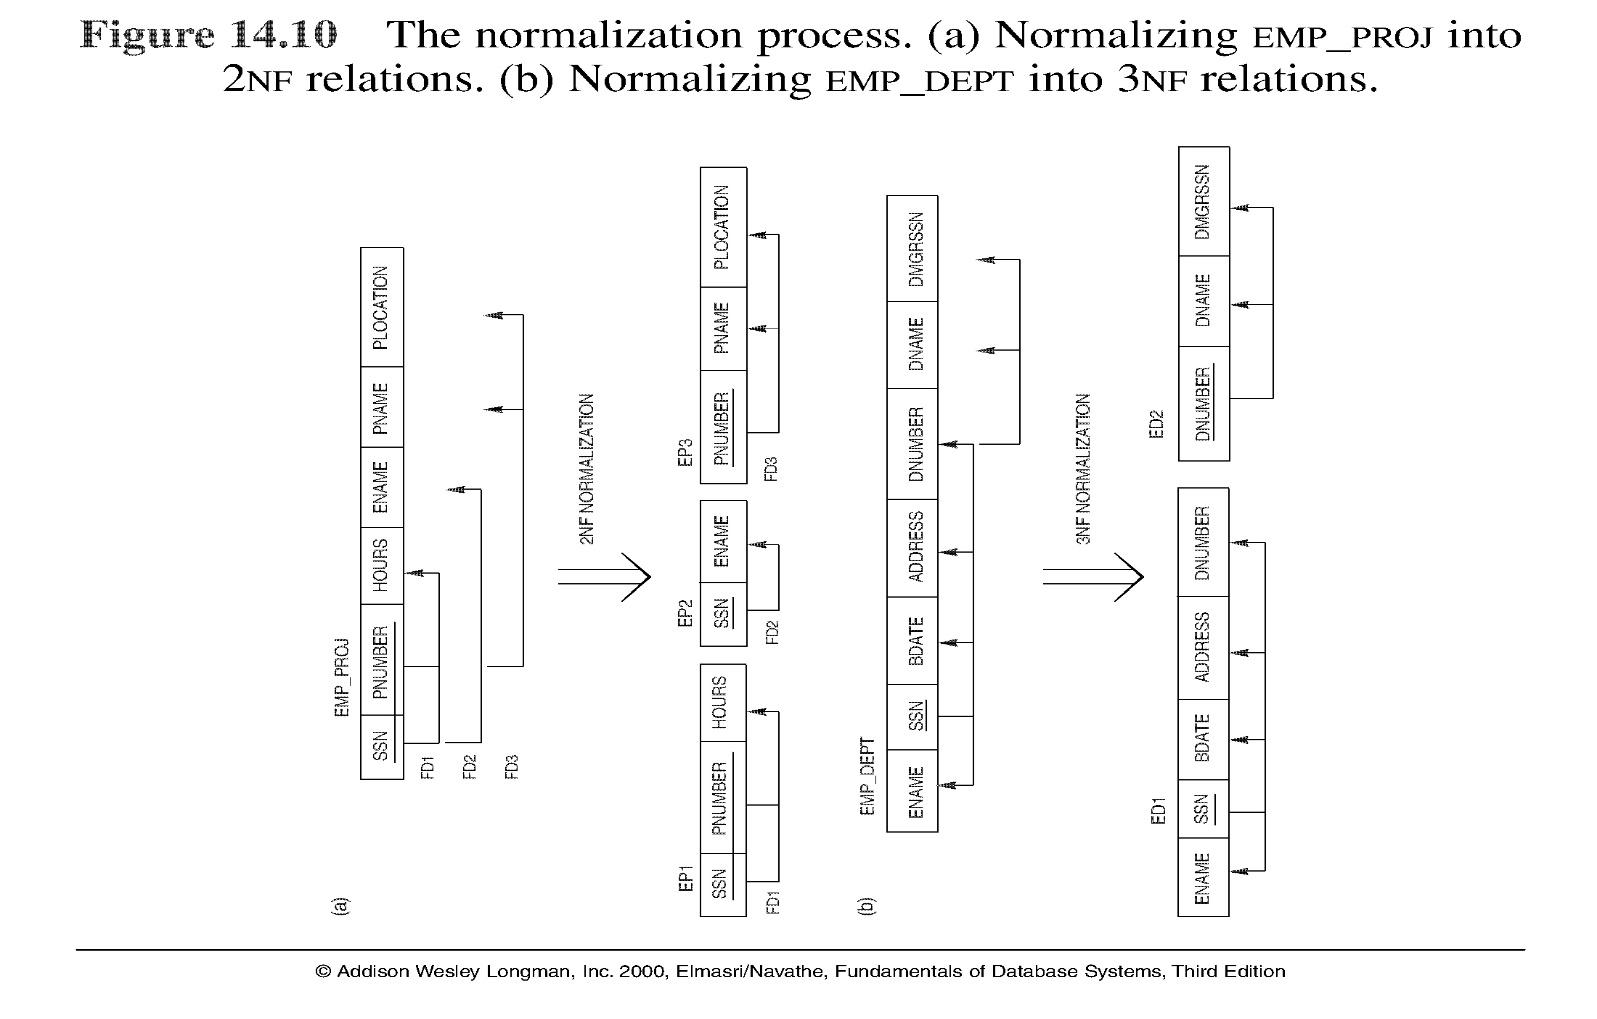 Figure 14.10 The normalization process. (a) Normalizing EMP_PROJ into
2NF relations. (b) Normalizing EMP_DEPT into 3NF relations.
(a)
EMP_PROJ
SSN PNUMBER HOURS ENAME PNAME PLOCATION
FD1
FD2
FD3
2NF NORMALIZATION
EP1
SSN PNUMBER HOURS
FD1
EP2
SSN ENAME
FD2
EP3
PNUMBER PNAME PLOCATION
FD3
(b)
EMP_DEPT
ENAME SSN BDATE ADDRESS DNUMBER DNAME DMGRSSN
3NF NORMALIZATION
ED1
ENAME SSN BDATE ADDRESS DNUMBER
ED2
DNUMBER DNAME DMGRSSN
© Addison Wesley Longman, Inc. 2000, Elmasri/Navathe, Fundamentals of Database Systems, Third Edition